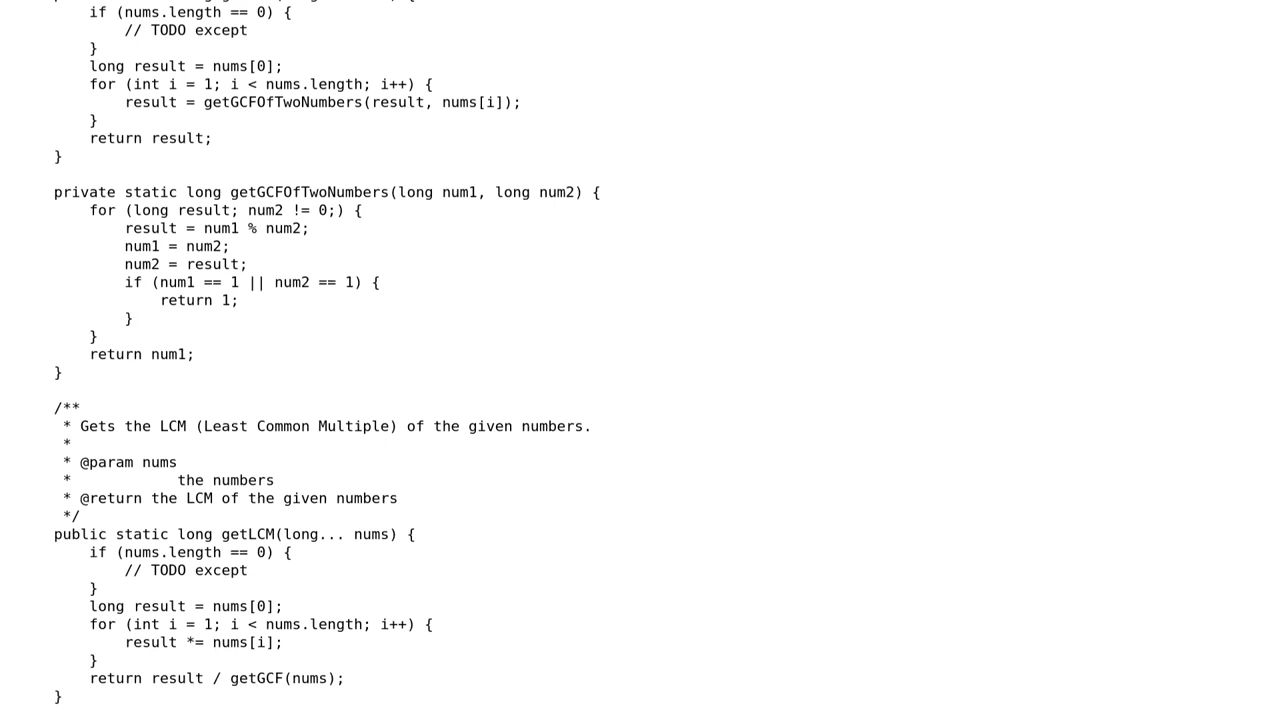 if (nums.length == 0) {
        // TODO except
    }
    long result = nums[0];
    for (int i = 1; i < nums.length; i++) {
        result = getGCFOfTwoNumbers(result, nums[i]);
    }
    return result;
}

private static long getGCFOfTwoNumbers(long num1, long num2) {
    for (long result; num2 != 0;) {
        result = num1 % num2;
        num1 = num2;
        num2 = result;
        if (num1 == 1 || num2 == 1) {
            return 1;
        }
    }
    return num1;
}

/**
 * Gets the LCM (Least Common Multiple) of the given numbers.
 *
 * @param nums
 *            the numbers
 * @return the LCM of the given numbers
 */
public static long getLCM(long... nums) {
    if (nums.length == 0) {
        // TODO except
    }
    long result = nums[0];
    for (int i = 1; i < nums.length; i++) {
        result *= nums[i];
    }
    return result / getGCF(nums);
}